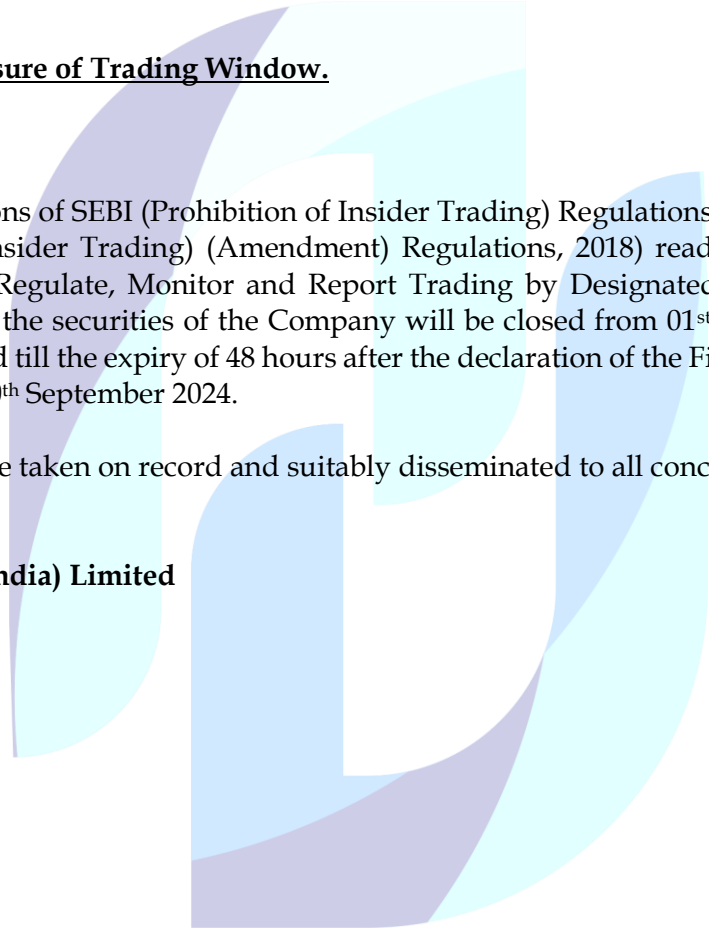 sure of Trading Window.
ons of SEBI (Prohibition of Insider Trading) Regulations
nsider Trading) (Amendment) Regulations, 2018) read
Regulate, Monitor and Report Trading by Designated
the securities of the Company will be closed from 01st
d till the expiry of 48 hours after the declaration of the Fi
th September 2024.
e taken on record and suitably disseminated to all conc
ndia) Limited